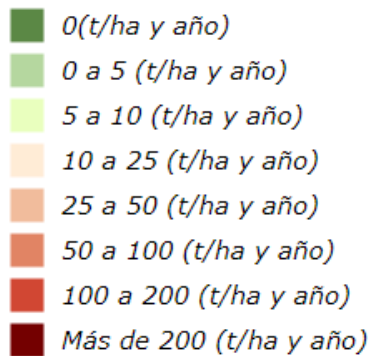 0(t/ha y año)
0 a 5 (t/ha y año)
5 a 10 (t/ha y año)
10 a 25 (t/ha y año)
25 a 50 (t/ha y año)
50 a 100 (t/ha y año)
100 a 200 (t/ha y año)
Más de 200 (t/ha y año)